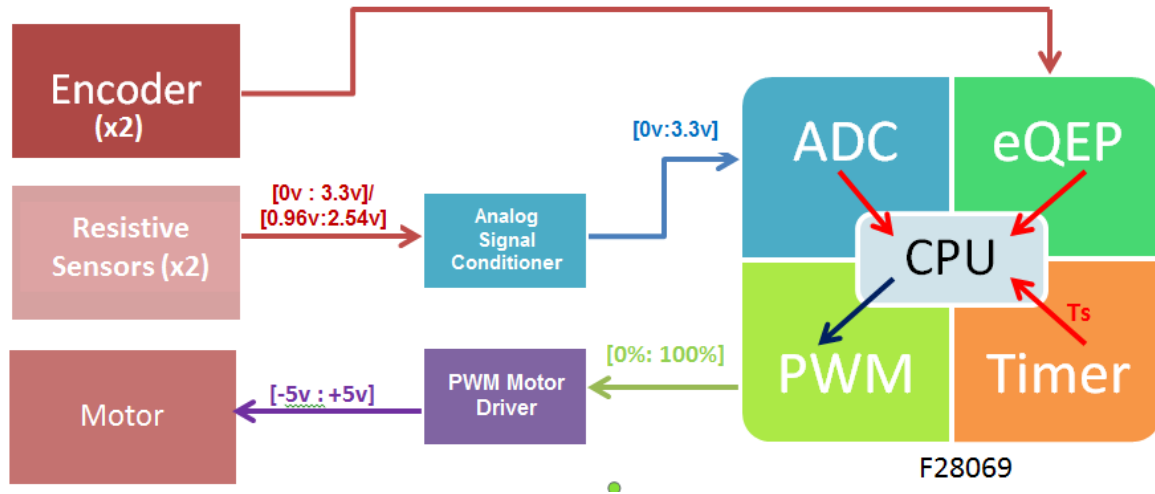 Encoder
(x2)
[0v:3.3v]
ADC
eQEP
[0v : 3.3v]/
[0.96v:2.54v]
Resistive
Sensors (x2)
Analog
Signal
Conditioner
CPU
Ts
[0%: 100%]
PWM
Timer
Motor
[-5v : +5v]
PWM Motor
Driver
F28069